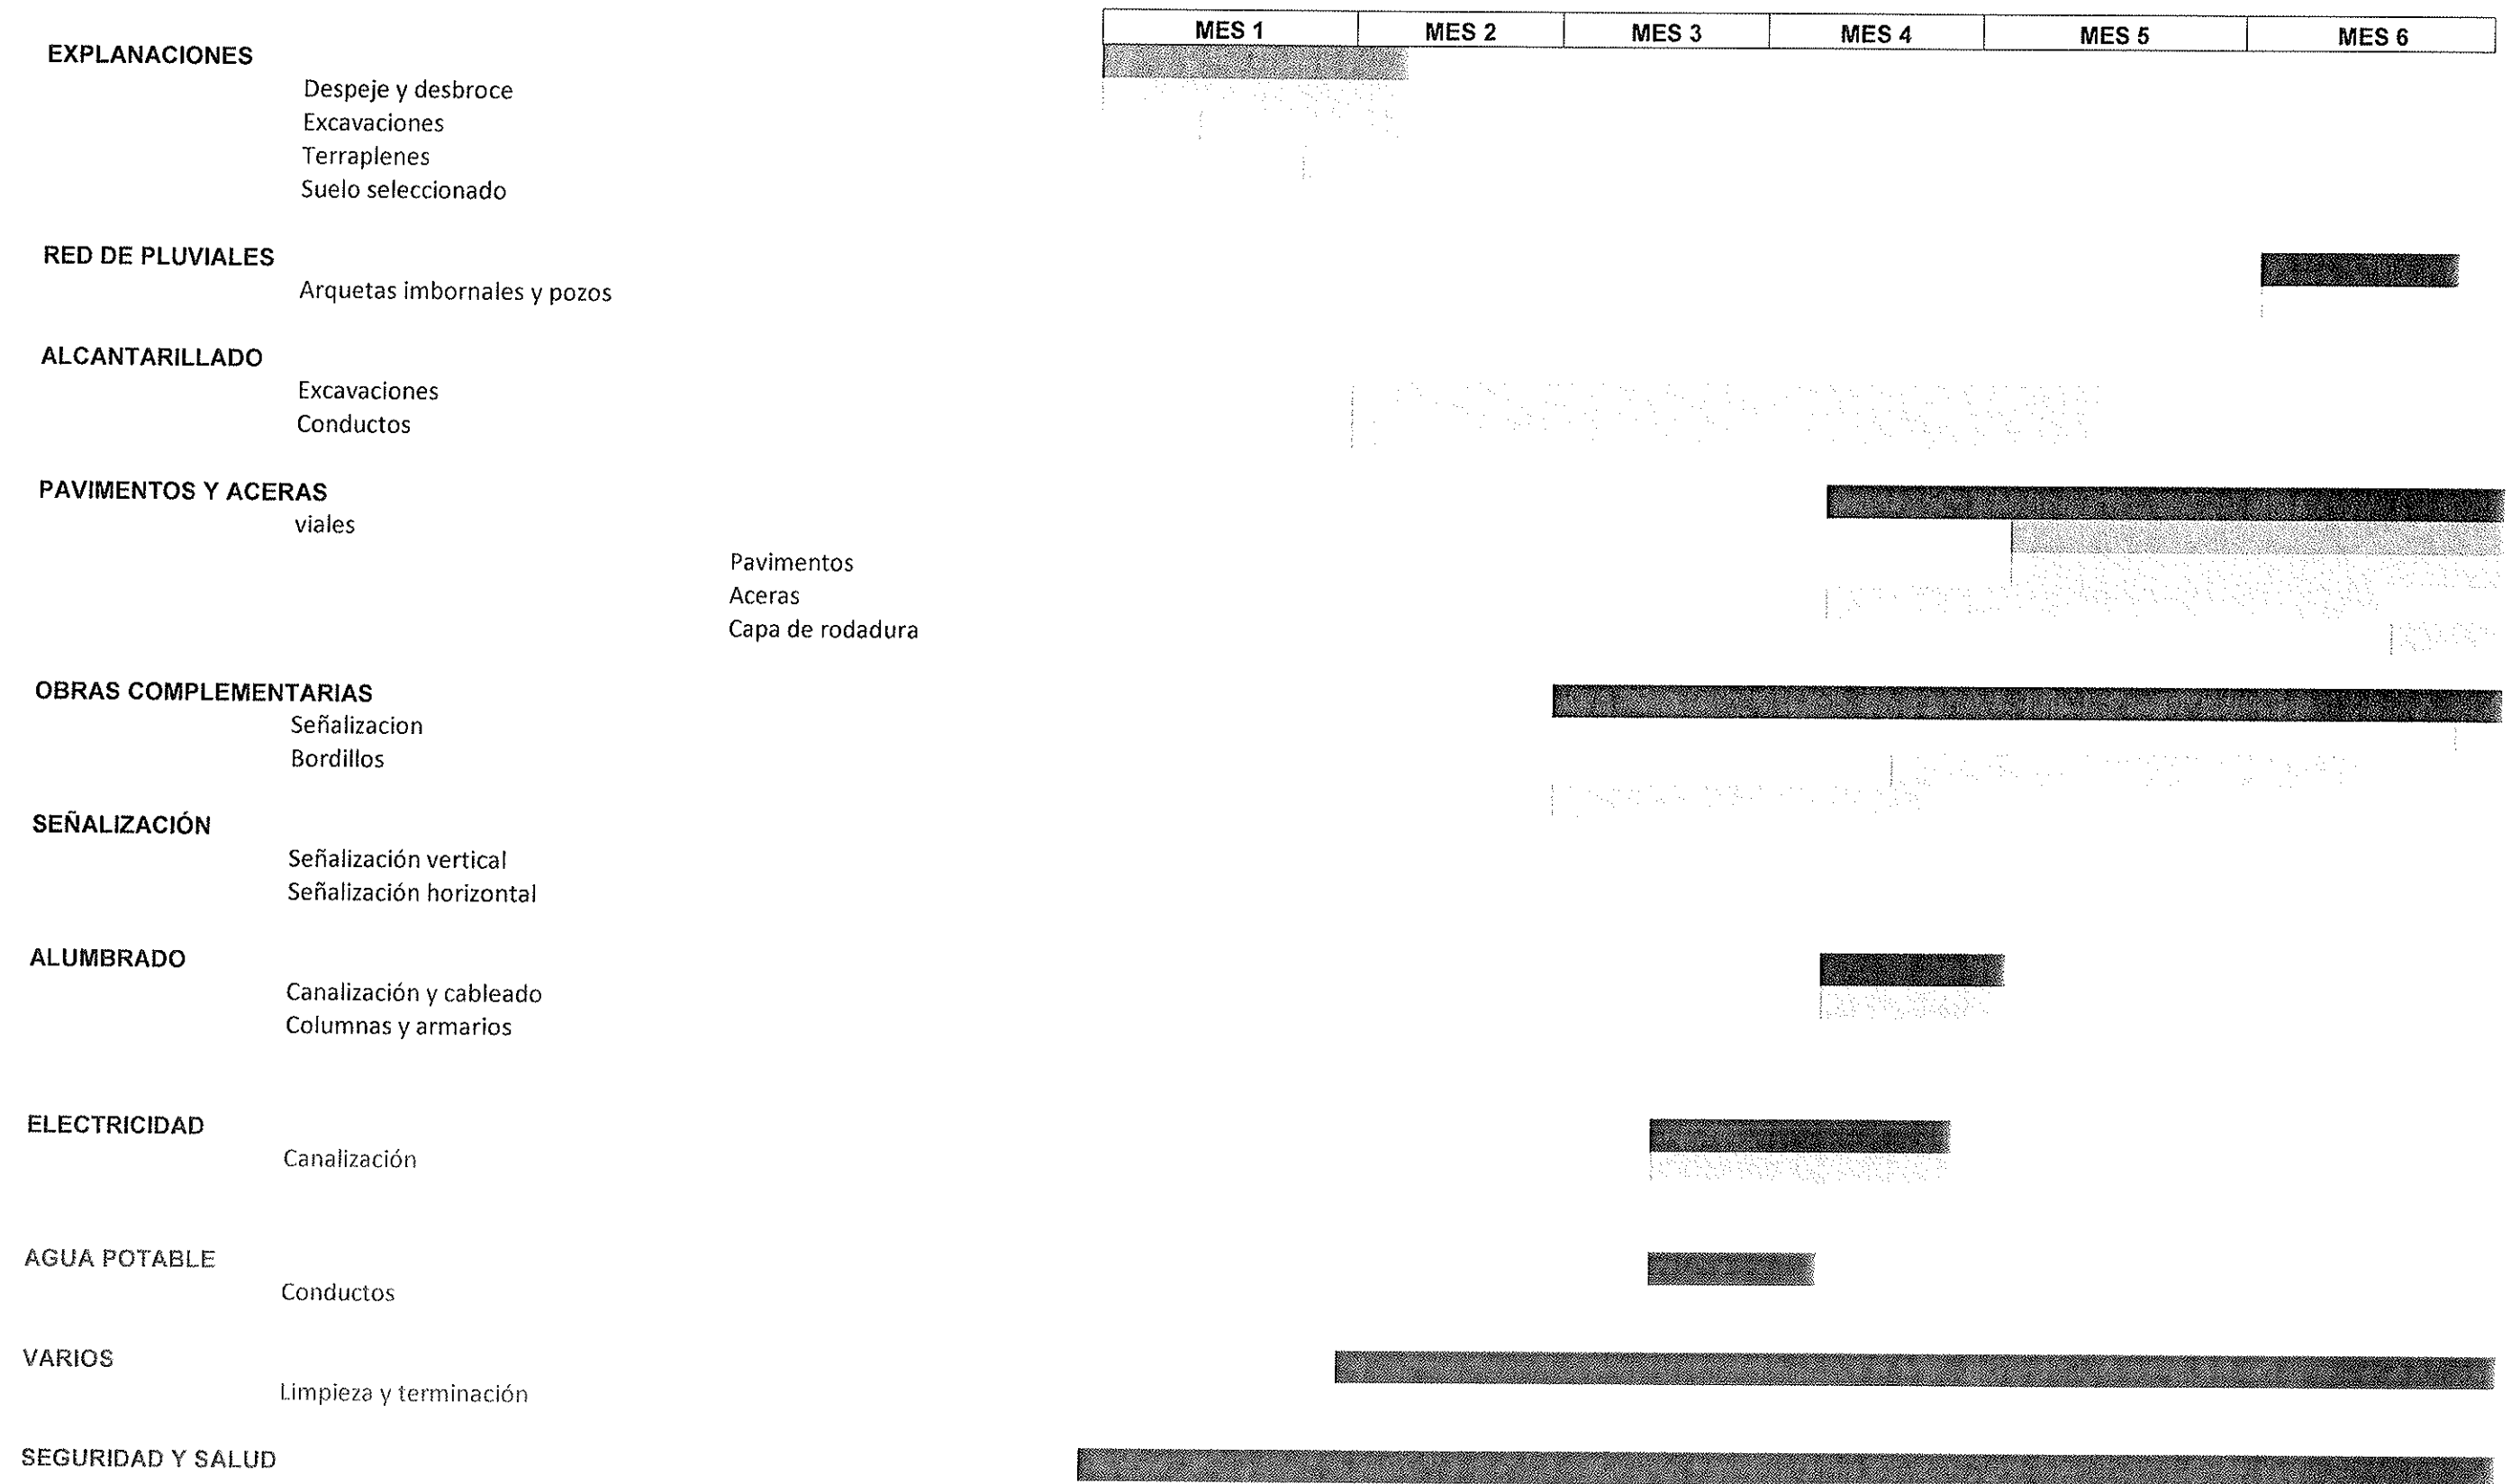 MES 1 MES 2 MES 3 MES 4 MES 5 MES 6
EXPLANACIONES
Despeje y desbroce
Excavaciones
Terraplenes
Suelo seleccionado
RED DE PLUVIALES
Arquetas imbornales y pozos
ALCANTARILLADO
Excavaciones
Conductos
PAVIMENTOS Y ACERAS
viales
Pavimentos
Aceras
Capa de rodadura
OBRAS COMPLEMENTARIAS
Señalizacion
Bordillos
SEÑALIZACIÓN
Señalización vertical
Señalización horizontal
ALUMBRADO
Canalización y cableado
Columnas y armarios
ELECTRICIDAD
Canalización
AGUA POTABLE
Conductos
VARIOS
Limpieza y terminación
SEGURIDAD Y SALUD